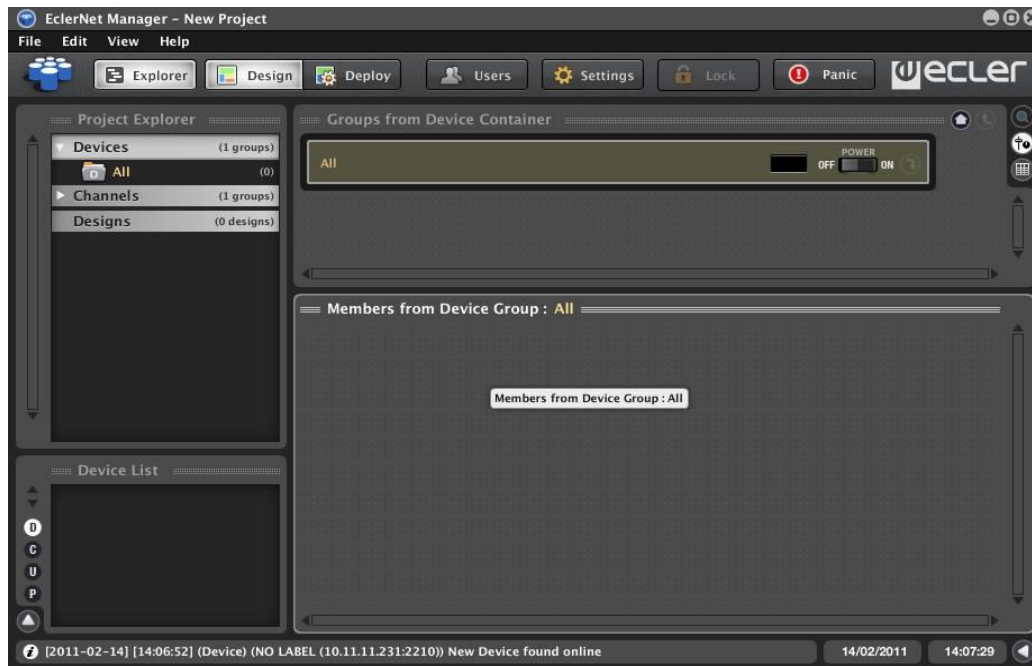 EclerNet Manager - New Project
File Edit View Help
Explorer Design Deploy Users Settings Lock Panic ecler
Project Explorer
Devices (1 groups)
D All (0)
Channels (1 groups)
Designs (0 designs)
Groups from Device Container
All
POWER
OFF ON
Members from Device Group : All
Members from Device Group : All
Device List
D
C
U
P
[2011-02-14] [14:06:52] (Device) (NO LABEL (10.11.11.231:2210)) New Device found online
14/02/2011 14:07:29